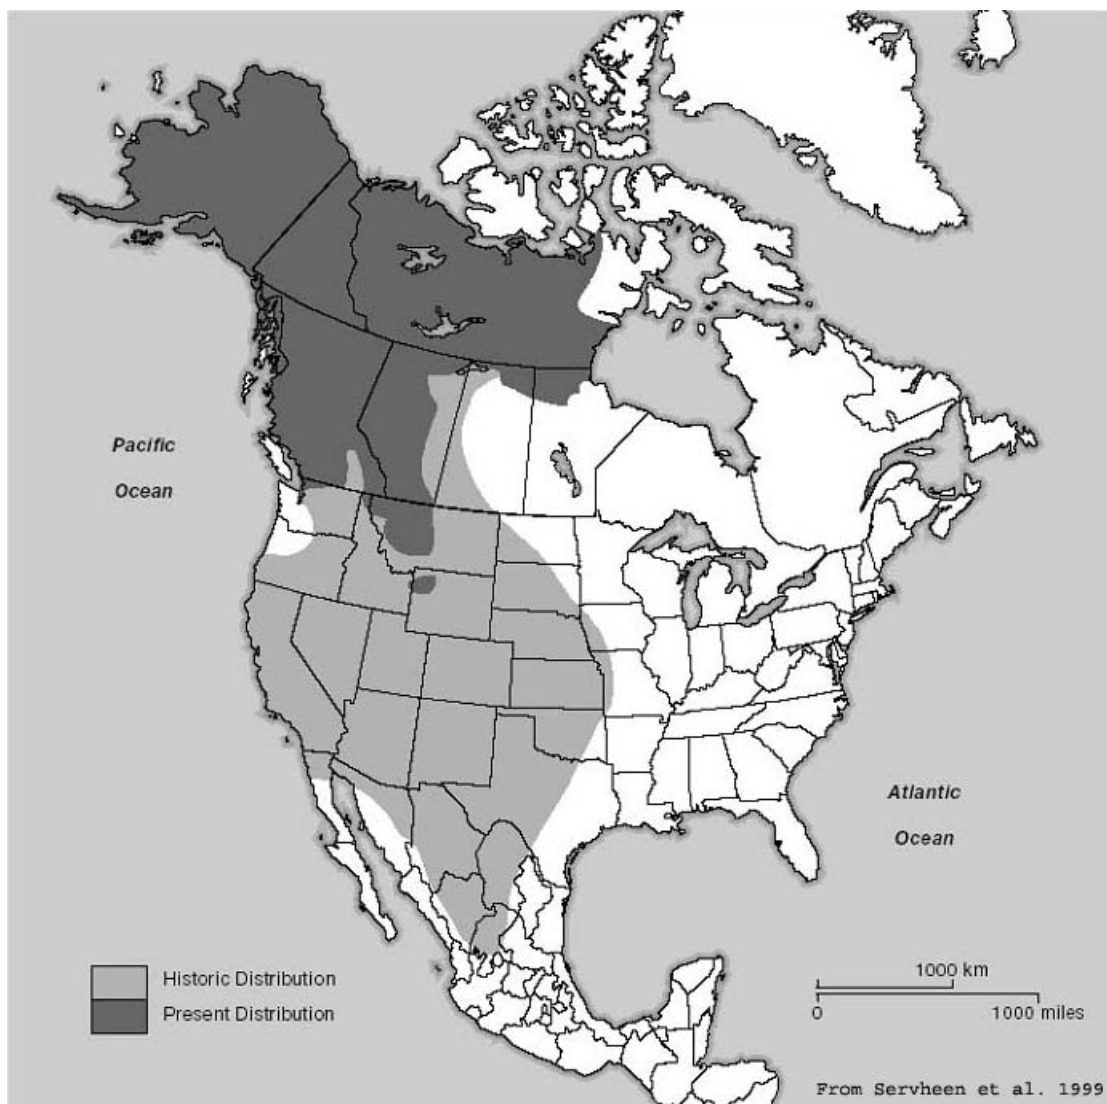 Pacific
Ocean
Atlantic
Ocean
Historic Distribution
Present Distribution
1000 km
0
1000 miles
From Servheen et al. 1999